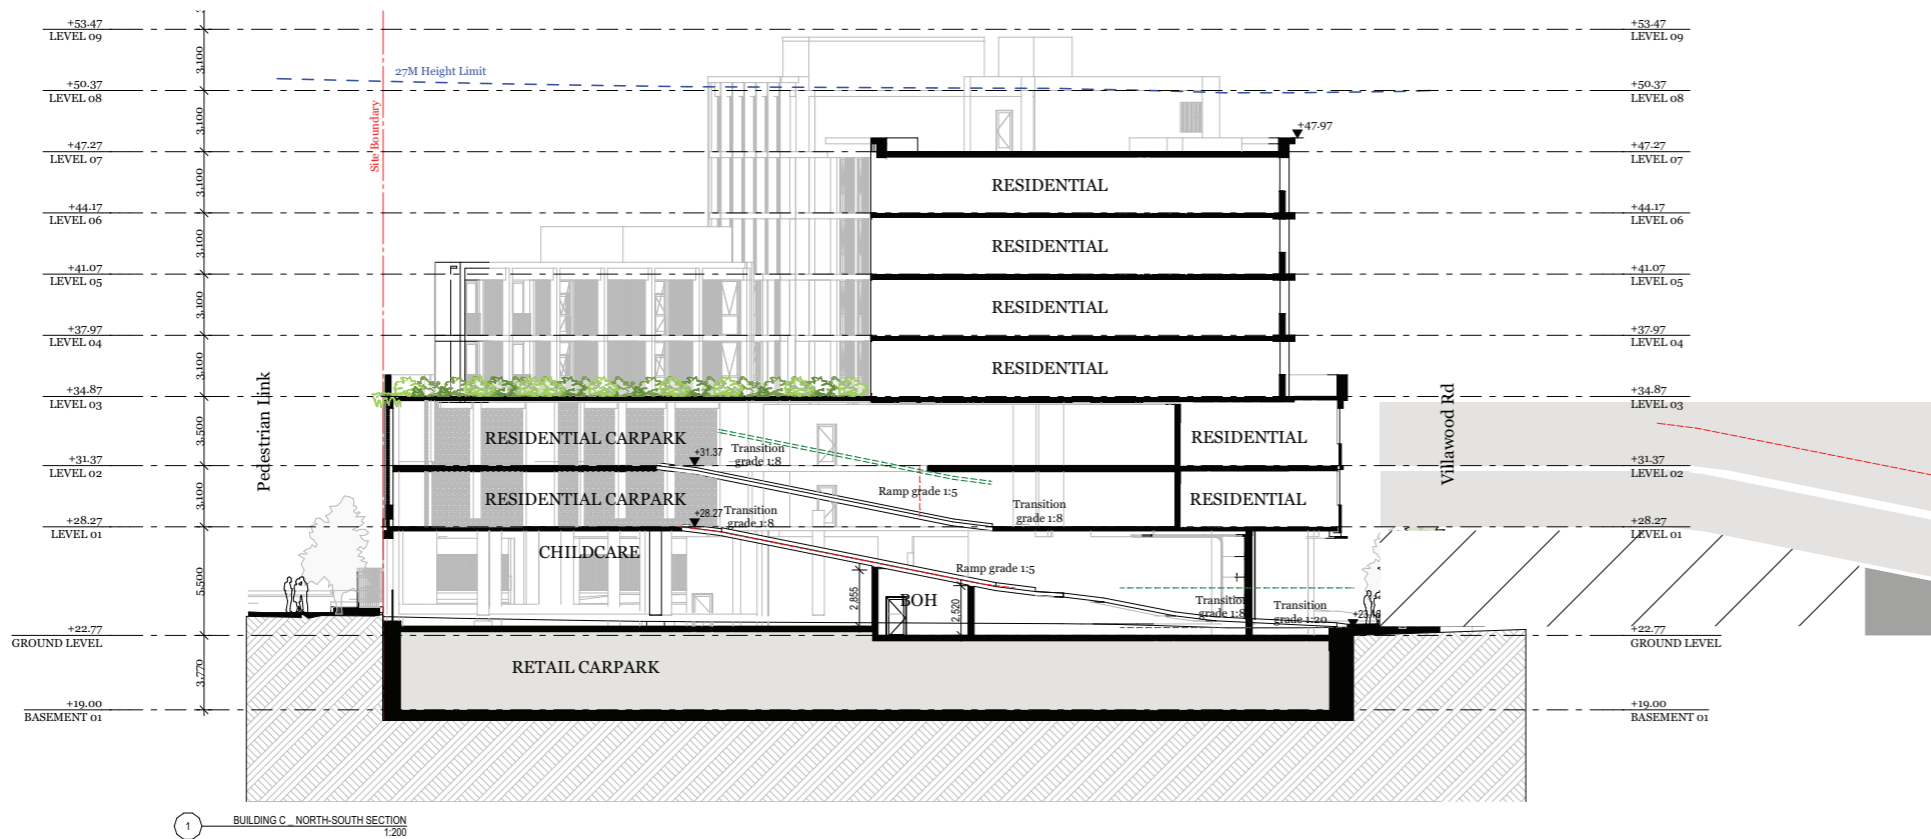 +53.47
LEVEL 09
+53.47
LEVEL 09
3,100
27M Height Limit
+50.37
LEVEL 08
+50.37
LEVEL 08
Site Boundary
3,100
+47.97
+47.27
LEVEL 07
+47.27
LEVEL 07
3,100
RESIDENTIAL
+44.17
LEVEL 06
+44.17
LEVEL 06
3,100
RESIDENTIAL
+41.07
LEVEL 05
+41.07
LEVEL 05
3,100
RESIDENTIAL
+37.97
LEVEL 04
+37.97
LEVEL 04
3,100
RESIDENTIAL
+34.87
LEVEL 03
+34.87
LEVEL 03
Pedestrian Link
Villawood Rd
3,500
RESIDENTIAL CARPARK
RESIDENTIAL
Transition
grade 1:8
+31.37
+31.37
LEVEL 02
+31.37
LEVEL 02
3,100
RESIDENTIAL CARPARK
Ramp grade 1:5
RESIDENTIAL
Transition
grade 1:8
+28.27
Transition
grade 1:8
+28.27
LEVEL 01
+28.27
LEVEL 01
CHILDCARE
5,500
Ramp grade 1:5
2,855
BOH
2,520
Transition
grade 1:8
Transition
grade 1:20
+22.77
GROUND LEVEL
+22.77
GROUND LEVEL
3,770
RETAIL CARPARK
+19.00
BASEMENT 01
+19.00
BASEMENT 01
1
BUILDING C _ NORTH-SOUTH SECTION
1:200